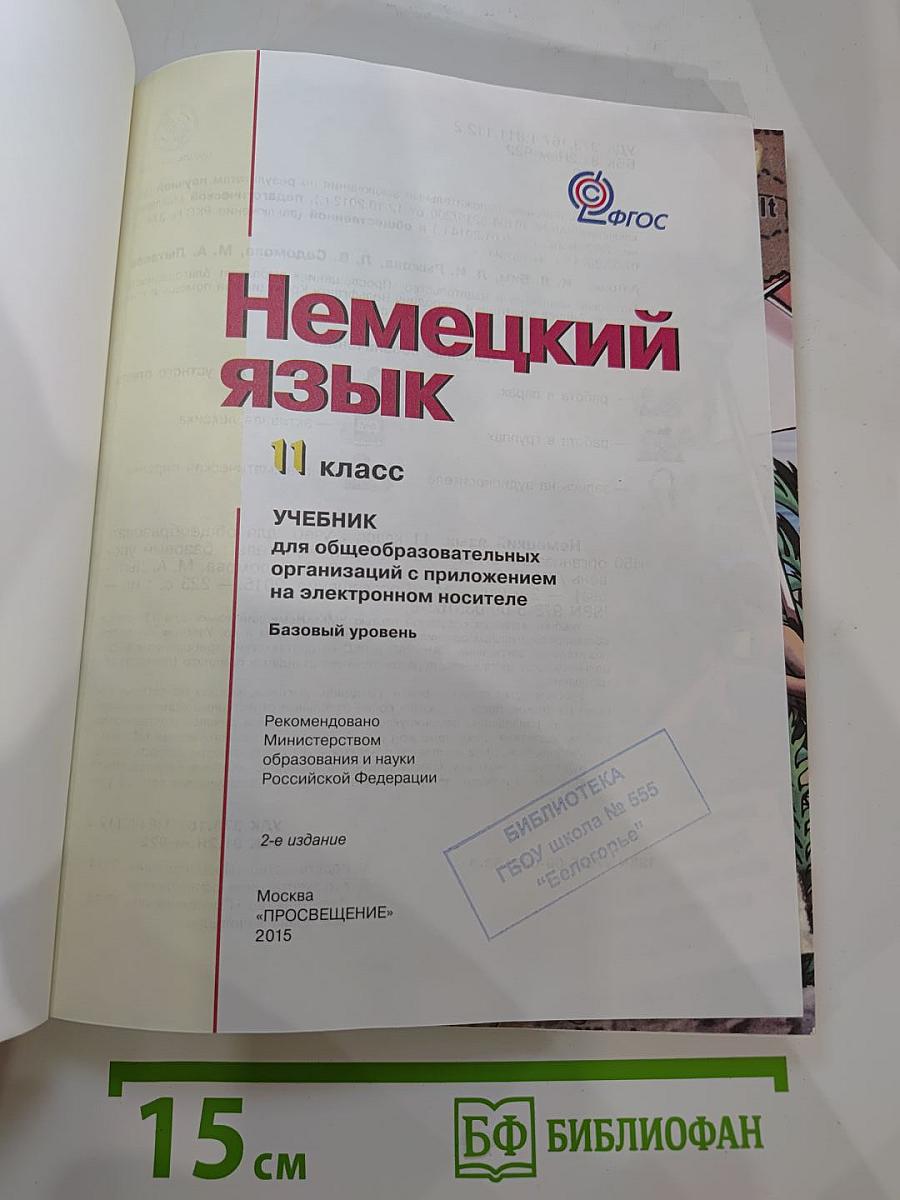 ФГОС
Немецкий
язык
11 класс
УЧЕБНИК
для общеобразовательных
организаций с приложением
на электронном носителе
Базовый уровень
Рекомендовано
Министерством
образования и науки
Российской Федерации
2-е издание
Москва
«ПРОСВЕЩЕНИЕ»
2015
БИБЛИОТЕКА
ГБОУ школа № 555
"Белогорье"
15 см
БФ БИБЛИОФАН